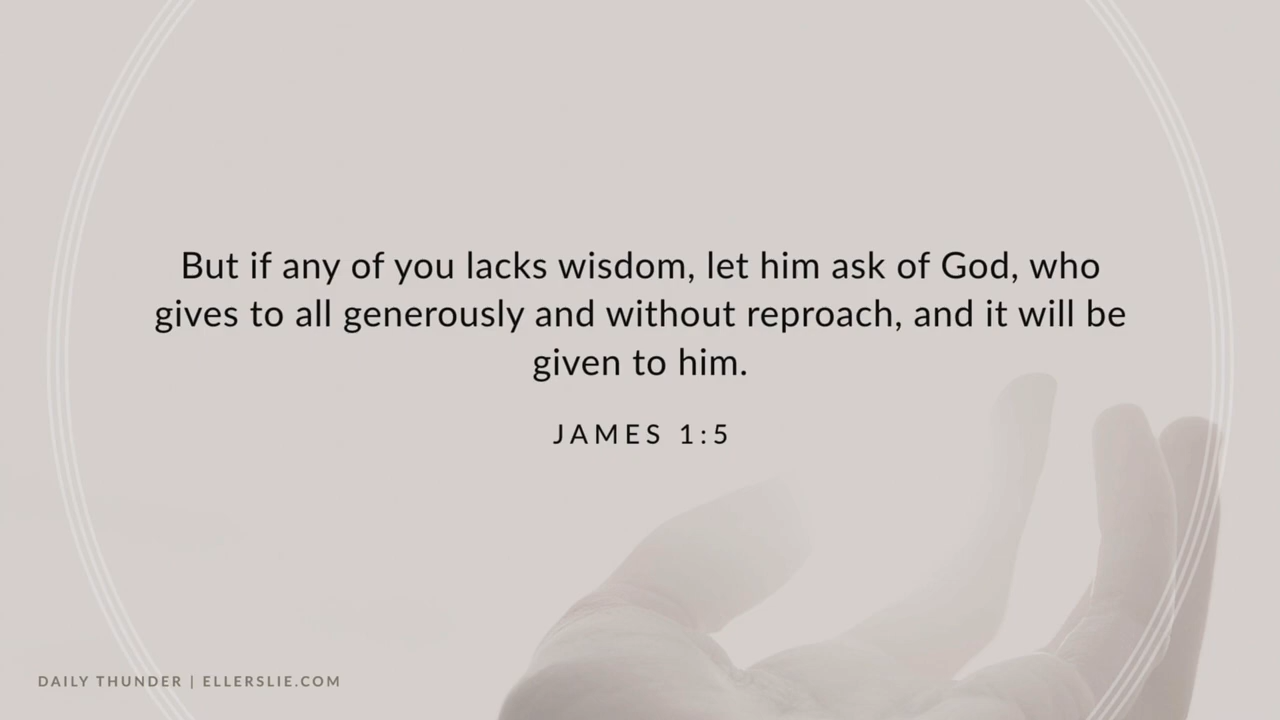 But if any of you lacks wisdom, let him ask of God, who
gives to all generously and without reproach, and it will be
given to him.
JAMES 1:5
DAILY THUNDER | ELLERSLIE.COM